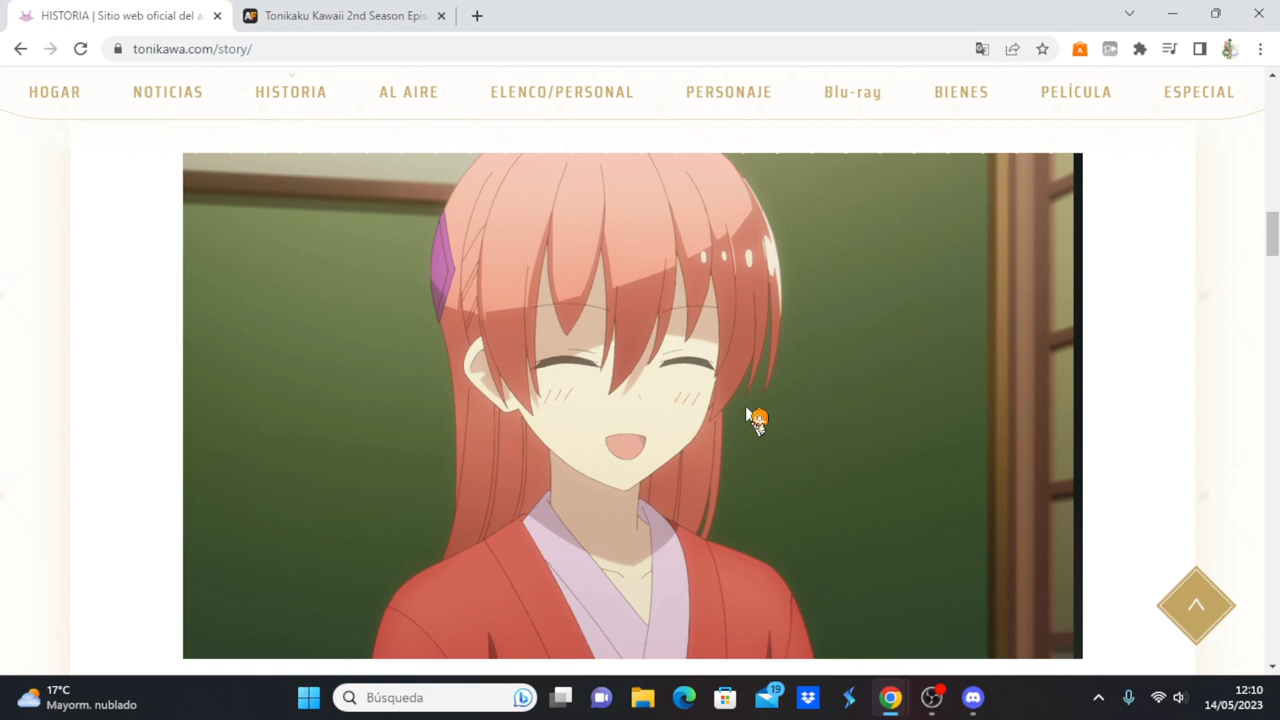 HISTORIA | Sitio web oficial del a
Tonikaku Kawaii 2nd Season Epis
tonikawa.com/story/
HOGAR NOTICIAS HISTORIA AL AIRE ELENCO/PERSONAL PERSONAJE Blu-ray BIENES PELÍCULA ESPECIAL
17°C
Mayorm. nublado
Búsqueda
19
12:10
14/05/2023